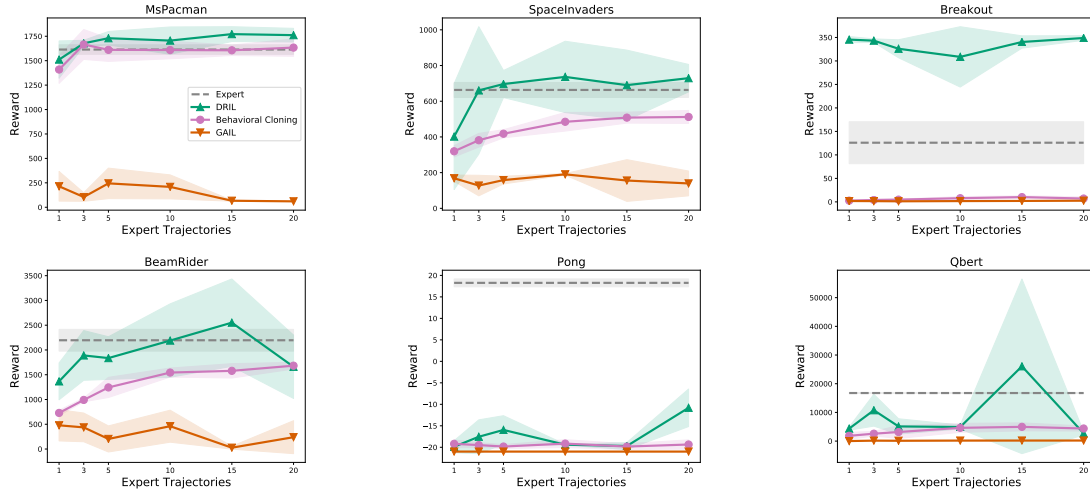 MsPacman
Reward
1750
1500
1250
1000
750
500
250
0
Expert
DRIL
Behavioral Cloning
GAIL
1 3 5 10 15 20
Expert Trajectories
SpaceInvaders
Reward
1000
800
600
400
200
0
1 3 5 10 15 20
Expert Trajectories
Breakout
Reward
350
300
250
200
150
100
50
0
1 3 5 10 15 20
Expert Trajectories
BeamRider
Reward
3500
3000
2500
2000
1500
1000
500
0
1 3 5 10 15 20
Expert Trajectories
Pong
Reward
20
15
10
5
0
−5
−10
−15
−20
1 3 5 10 15 20
Expert Trajectories
Qbert
Reward
50000
40000
30000
20000
10000
0
1 3 5 10 15 20
Expert Trajectories